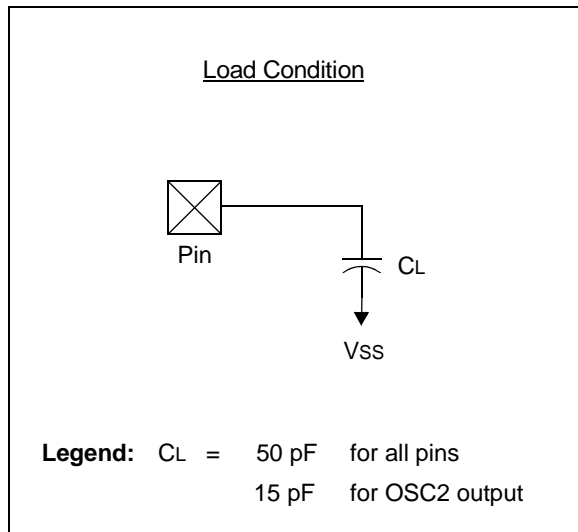 Load Condition
Pin
CL
VSS
Legend: CL = 50 pF for all pins
15 pF for OSC2 output